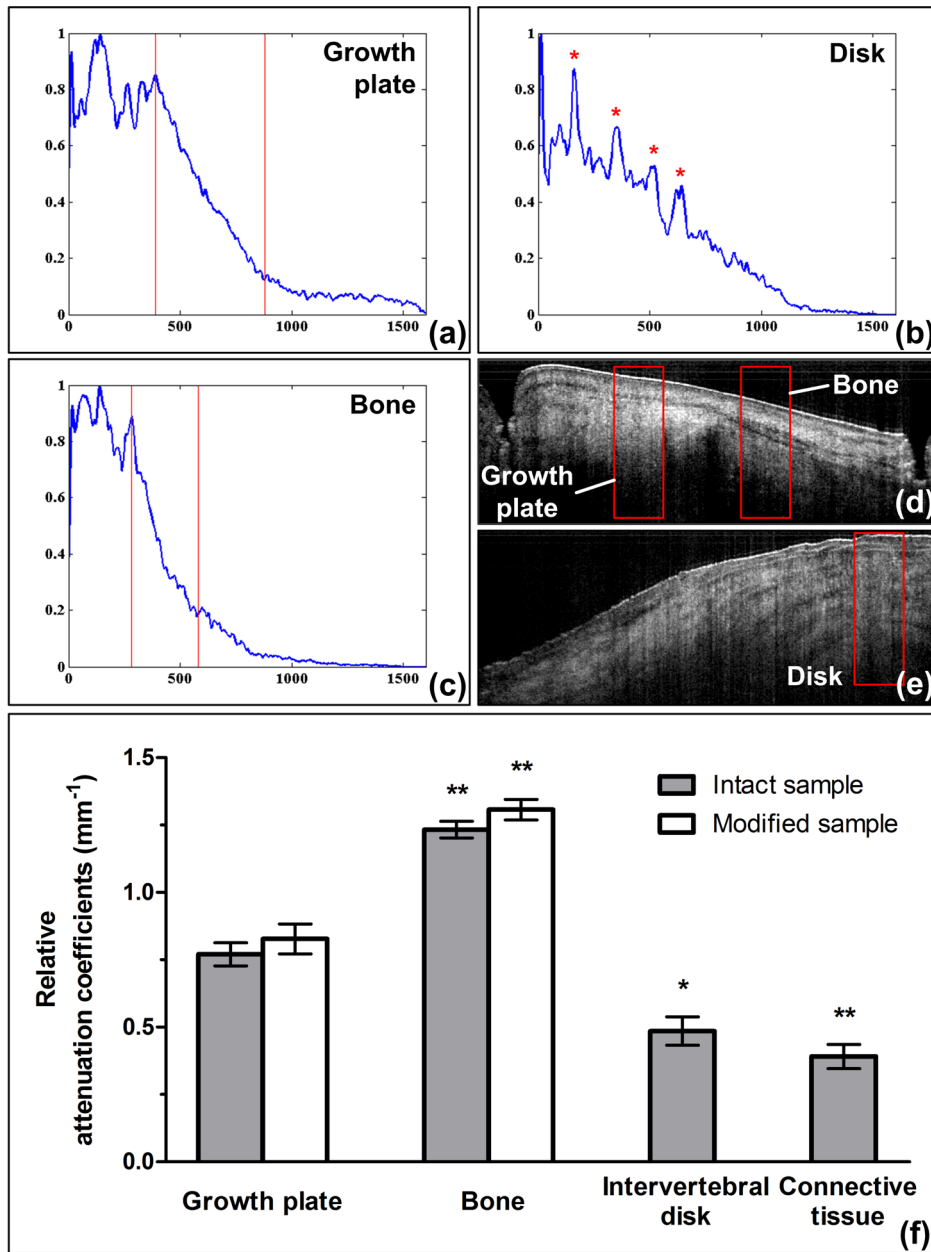 Growth
plate
1
0.8
0.6
0.4
0.2
0
0
500
1000
1500
(a)
Disk
*
*
*
*
1
0.8
0.6
0.4
0.2
0
0
500
1000
1500
(b)
Bone
1
0.8
0.6
0.4
0.2
0
0
500
1000
1500
(c)
Bone
Growth
plate
(d)
Disk
(e)
Relative
attenuation coefficients (mm⁻¹)
1.5
1.0
0.5
0.0
Intact sample
Modified sample
**
**
*
**
Growth plate
Bone
Intervertebral
disk
Connective
tissue
(f)